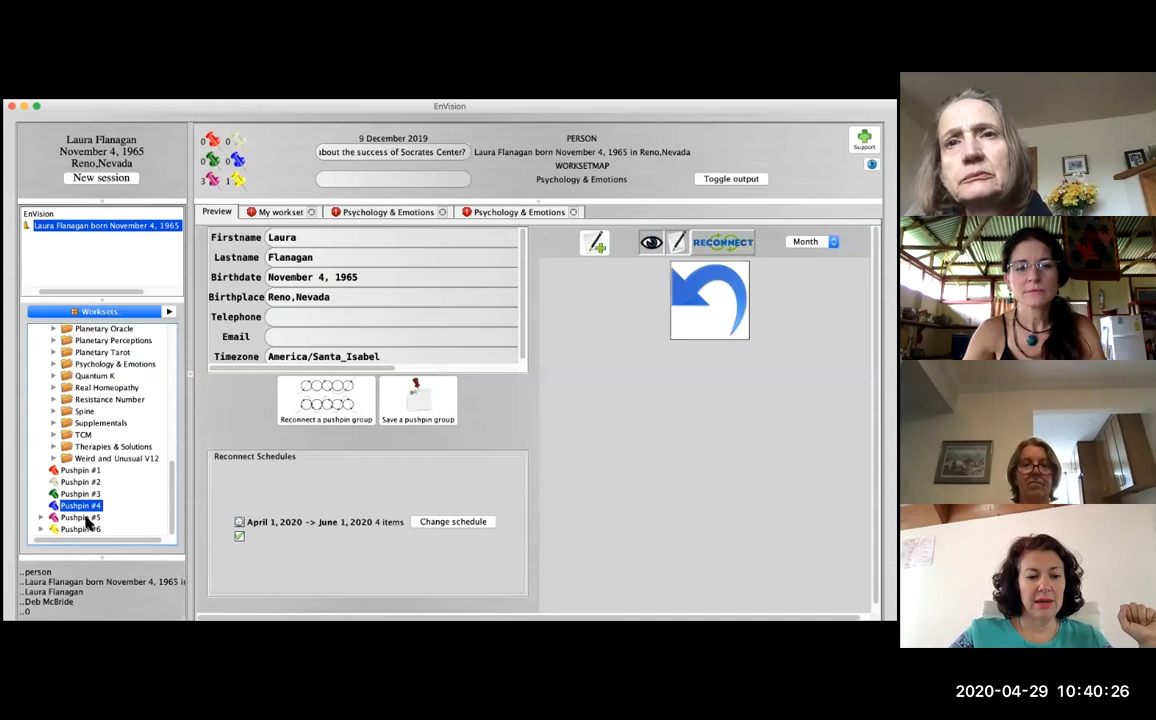 EnVision
Laura Flanagan
November 4, 1965
Reno,Nevada
New session
0 0
0 0
3 1
9 December 2019
about the success of Socrates Center?
PERSON
Laura Flanagan born November 4, 1965 in Reno,Nevada
WORKSETMAP
Psychology & Emotions
Toggle output
Support
EnVision
Laura Flanagan born November 4, 1965
Worksets
Planetary Oracle
Planetary Perceptions
Planetary Tarot
Psychology & Emotions
Quantum K
Real Homeopathy
Resistance Number
Spine
Supplementals
TCM
Therapies & Solutions
Weird and Unusual V12
Pushpin #1
Pushpin #2
Pushpin #3
Pushpin #4
Pushpin #5
Pushpin #6
..person
..Laura Flanagan born November 4, 1965 i
..Laura Flanagan
..Deb McBride
..0
Preview
My workset
Psychology & Emotions
Psychology & Emotions
Firstname Laura
Lastname Flanagan
Birthdate November 4, 1965
Birthplace Reno,Nevada
Telephone
Email
Timezone America/Santa_Isabel
Reconnect a pushpin group
Save a pushpin group
Reconnect Schedules
April 1, 2020 -> June 1, 2020 4 items
Change schedule
RECONNECT
Month
2020-04-29 10:40:26